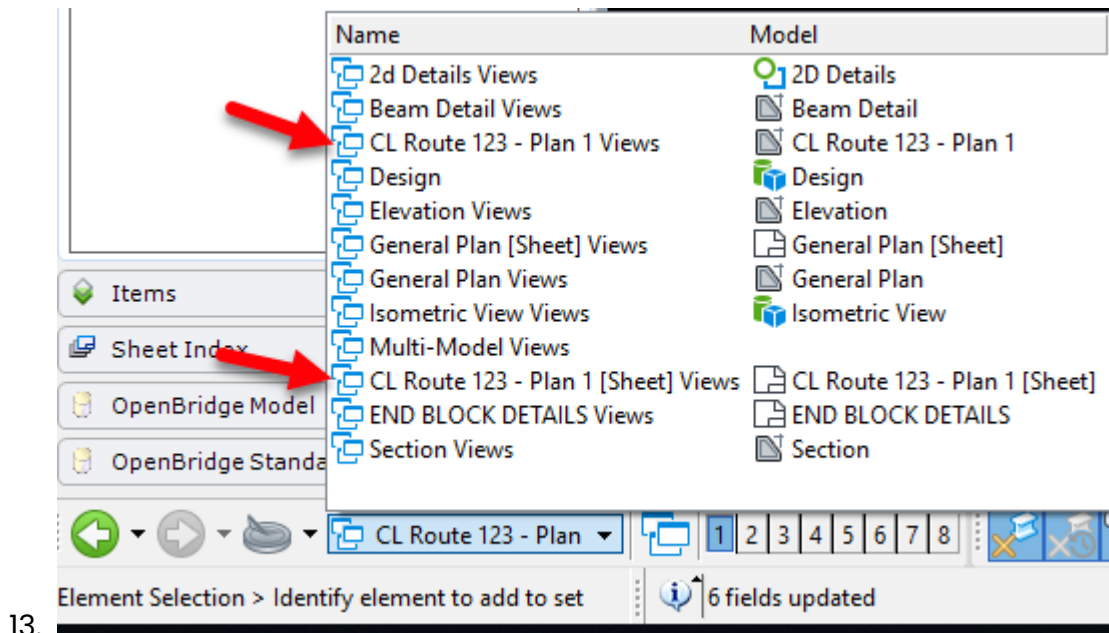 Name Model
2d Details Views 2D Details
Beam Detail Views Beam Detail
CL Route 123 - Plan 1 Views CL Route 123 - Plan 1
Design Design
Elevation Views Elevation
General Plan [Sheet] Views General Plan [Sheet]
General Plan Views General Plan
Isometric View Views Isometric View
Multi-Model Views
CL Route 123 - Plan 1 [Sheet] Views CL Route 123 - Plan 1 [Sheet]
END BLOCK DETAILS Views END BLOCK DETAILS
Section Views Section
Items
Sheet Index
OpenBridge Model
OpenBridge Standa
CL Route 123 - Plan 1 2 3 4 5 6 7 8
Element Selection > Identify element to add to set 6 fields updated
13.